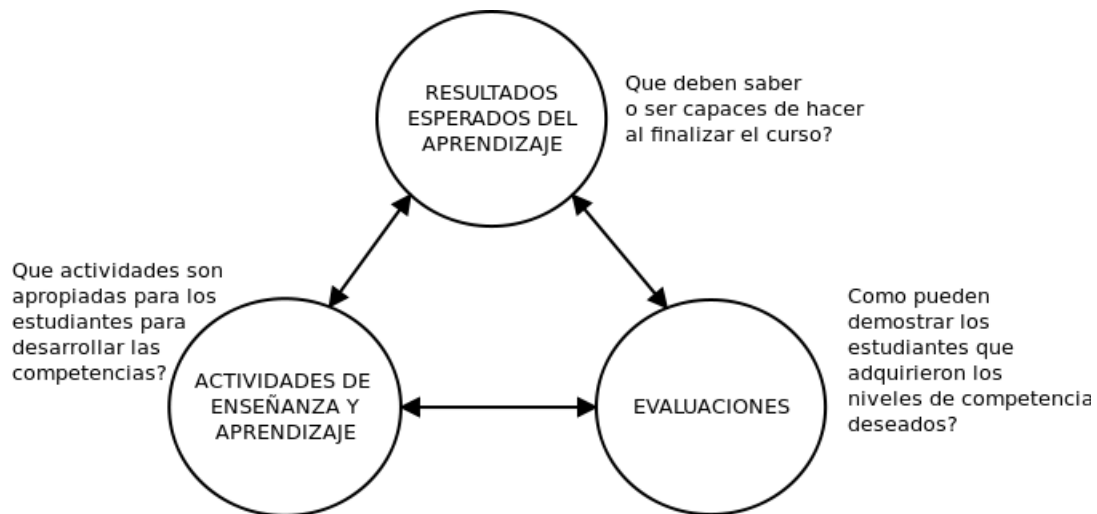 RESULTADOS
ESPERADOS DEL
APRENDIZAJE
Que deben saber
o ser capaces de hacer
al finalizar el curso?
Que actividades son
apropiadas para los
estudiantes para
desarrollar las
competencias?
ACTIVIDADES DE
ENSEÑANZA Y
APRENDIZAJE
EVALUACIONES
Como pueden
demostrar los
estudiantes que
adquirieron los
niveles de competencia
deseados?